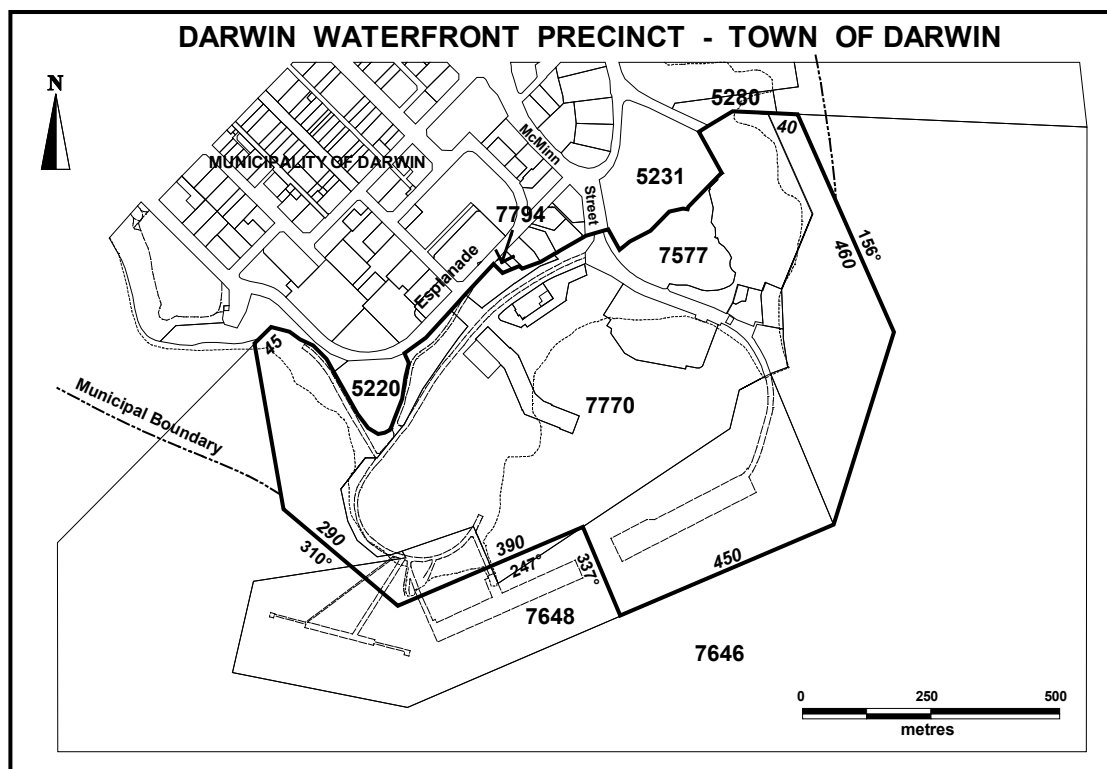 DARWIN WATERFRONT PRECINCT - TOWN OF DARWIN
N
5280
40
McMinn
MUNICIPALITY OF DARWIN
5231
Street
7794
7577
156°
460
Esplanade
45
5220
7770
Municipal Boundary
290
310°
390
247°
337°
450
7648
7646
0 250 500
metres